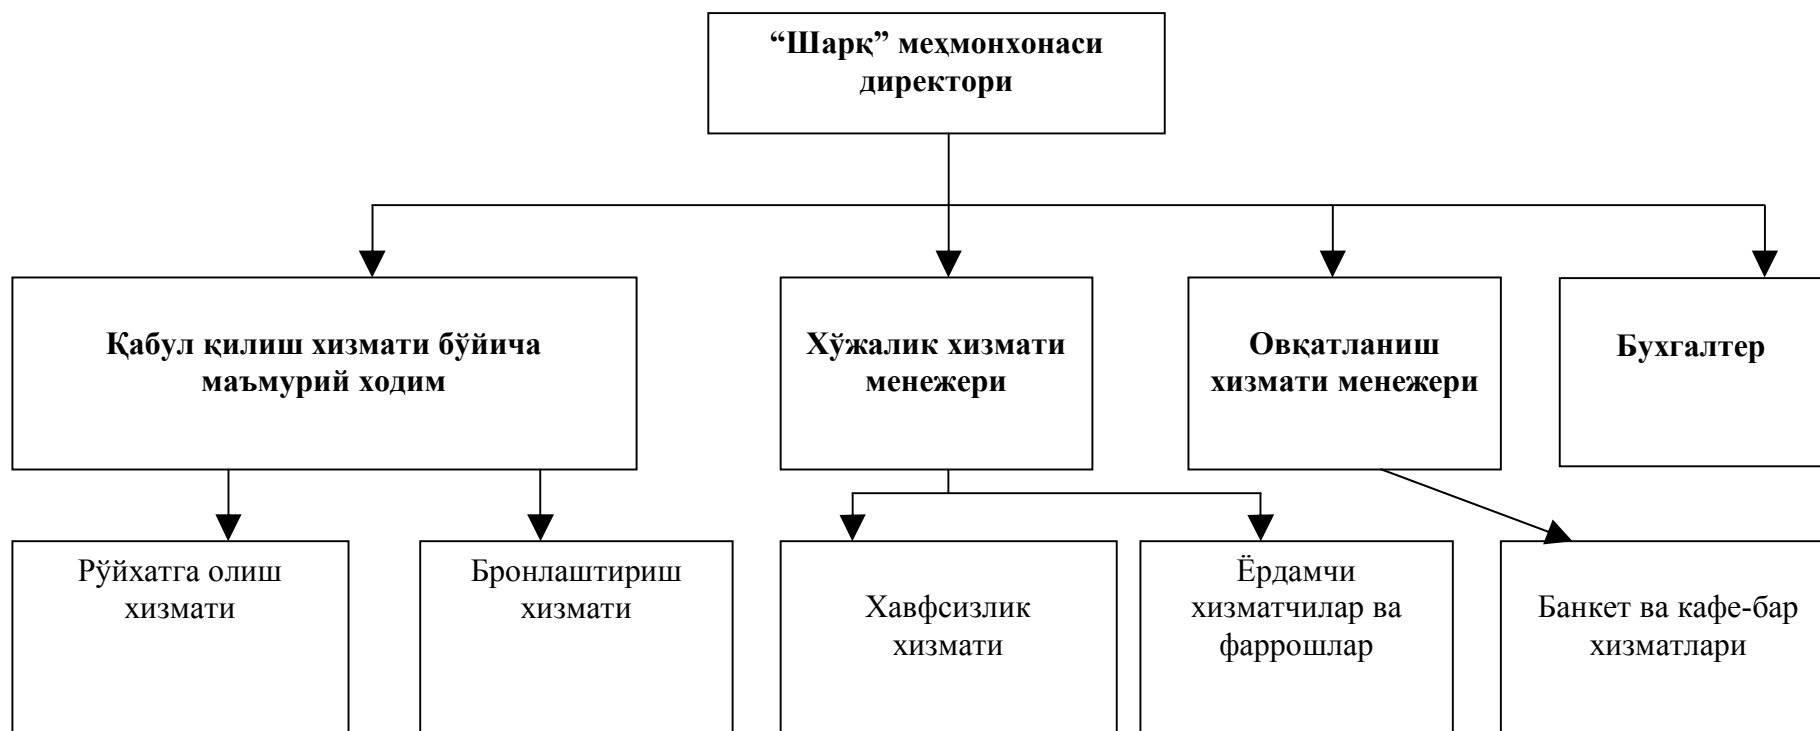 “Шарқ” меҳмонхонаси
директори
Қабул қилиш хизмати бўйича
маъмурий ходим
Хўжалик хизмати
менежери
Овқатланиш
хизмати менежери
Бухгалтер
Рўйхатга олиш
хизмати
Бронлаштириш
хизмати
Хавфсизлик
хизмати
Ёрдамчи
хизматчилар ва
фаррошлар
Банкет ва кафе-бар
хизматлари